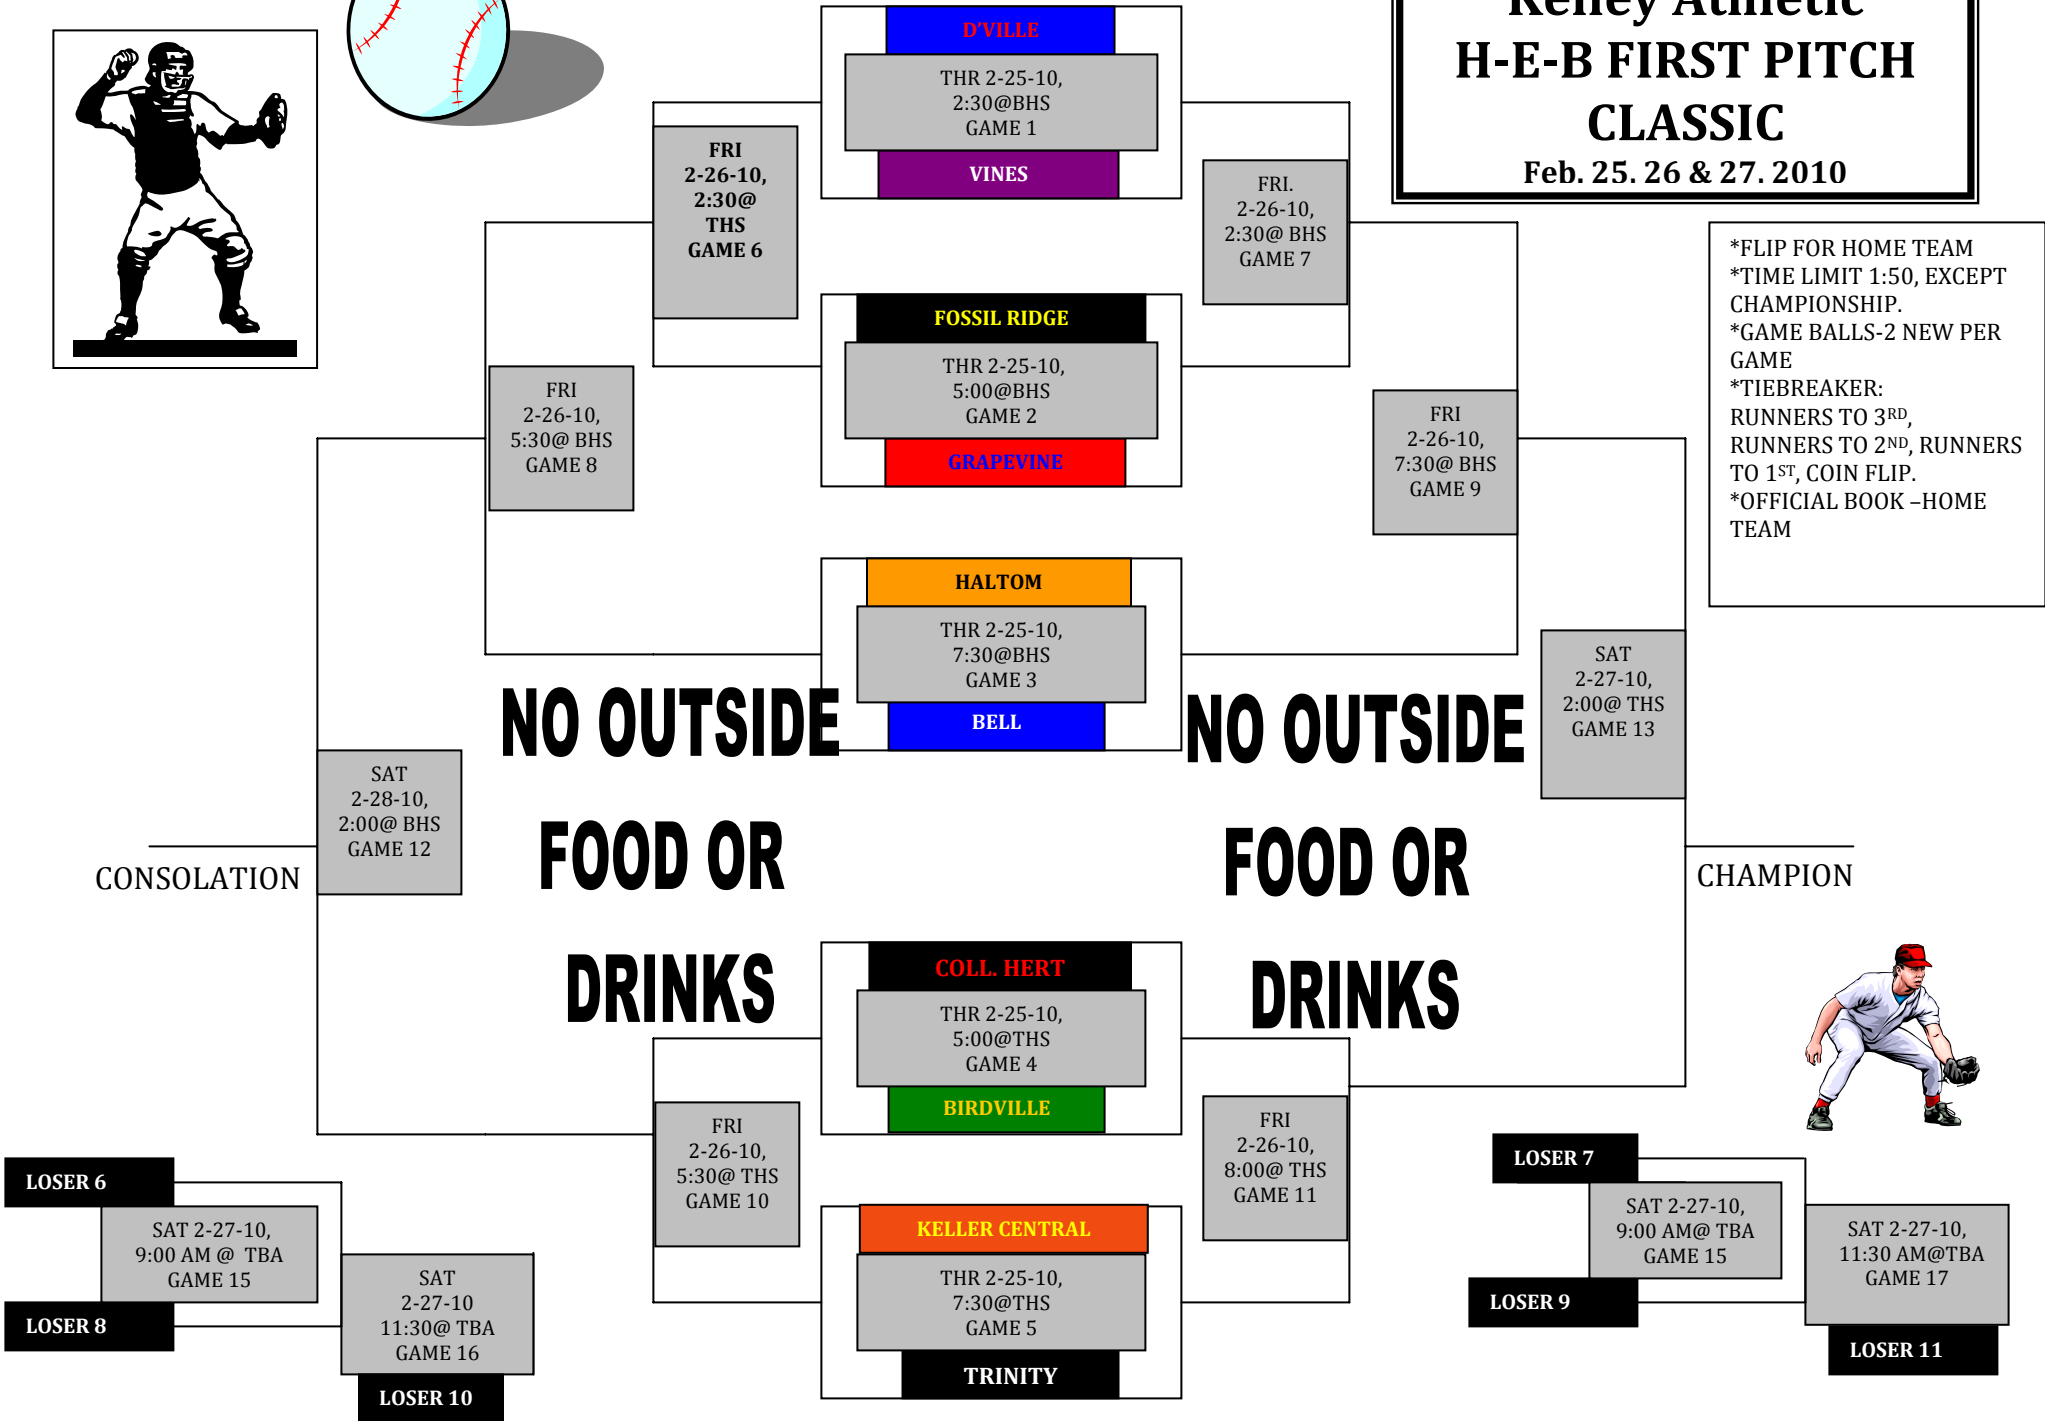 Kelley Athletic
H-E-B FIRST PITCH
CLASSIC
Feb. 25. 26 & 27. 2010
D'VILLE
THR 2-25-10,
2:30@BHS
GAME 1
VINES
FRI
2-26-10,
2:30@
THS
GAME 6
FRI.
2-26-10,
2:30@ BHS
GAME 7
*FLIP FOR HOME TEAM
*TIME LIMIT 1:50, EXCEPT
CHAMPIONSHIP.
*GAME BALLS-2 NEW PER
GAME
*TIEBREAKER:
RUNNERS TO 3RD,
RUNNERS TO 2ND, RUNNERS
TO 1ST, COIN FLIP.
*OFFICIAL BOOK –HOME
TEAM
FOSSIL RIDGE
THR 2-25-10,
5:00@BHS
GAME 2
GRAPEVINE
FRI
2-26-10,
5:30@ BHS
GAME 8
FRI
2-26-10,
7:30@ BHS
GAME 9
HALTOM
THR 2-25-10,
7:30@BHS
GAME 3
BELL
NO OUTSIDE
FOOD OR
DRINKS
NO OUTSIDE
FOOD OR
DRINKS
SAT
2-27-10,
2:00@ THS
GAME 13
SAT
2-28-10,
2:00@ BHS
GAME 12
CONSOLATION
CHAMPION
COLL. HERT
THR 2-25-10,
5:00@THS
GAME 4
BIRDVILLE
FRI
2-26-10,
5:30@ THS
GAME 10
FRI
2-26-10,
8:00@ THS
GAME 11
KELLER CENTRAL
THR 2-25-10,
7:30@THS
GAME 5
TRINITY
LOSER 6
SAT 2-27-10,
9:00 AM @ TBA
GAME 15
LOSER 8
SAT
2-27-10
11:30@ TBA
GAME 16
LOSER 10
LOSER 7
SAT 2-27-10,
9:00 AM@ TBA
GAME 15
LOSER 9
SAT 2-27-10,
11:30 AM@TBA
GAME 17
LOSER 11